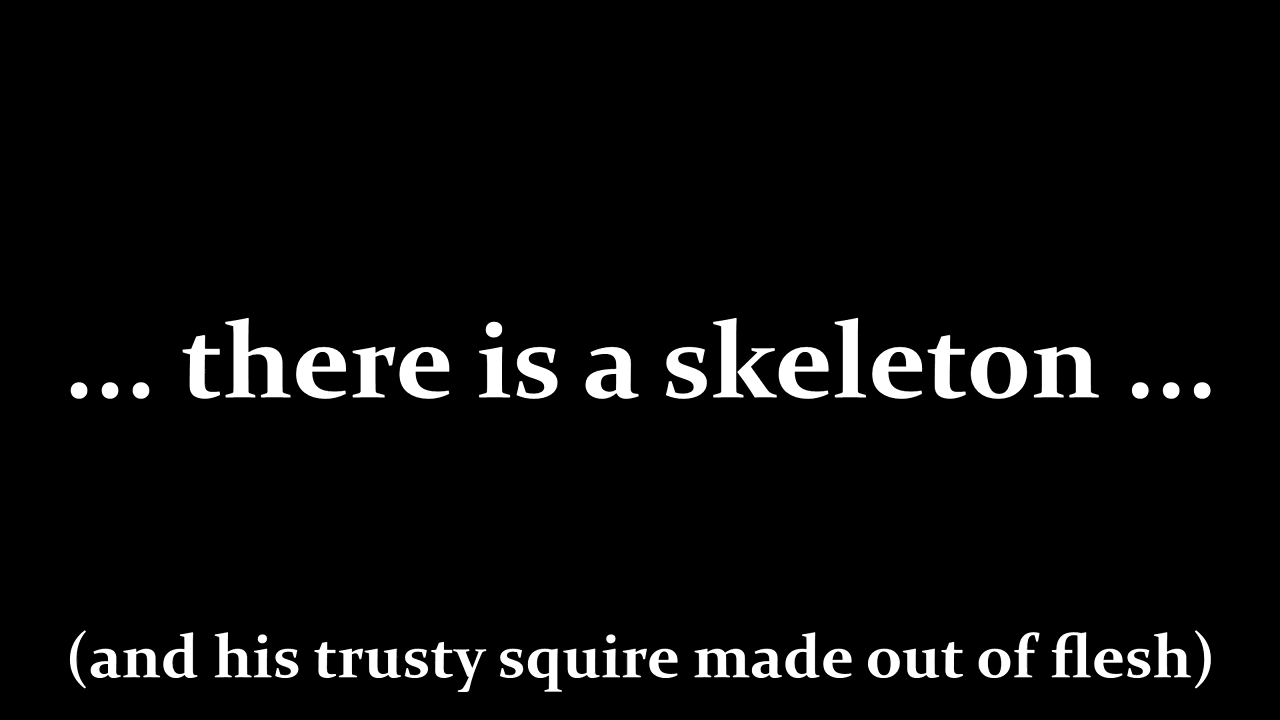 ... there is a skeleton ...
(and his trusty squire made out of flesh)